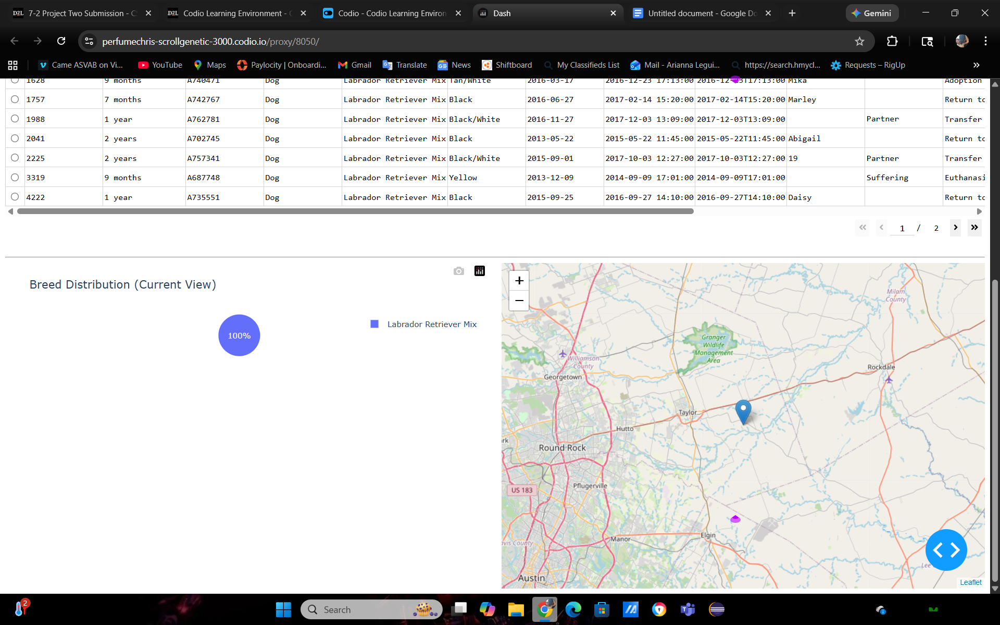 7-2 Project Two Submission - C
Codio Learning Environment - C
Codio - Codio Learning Environ
Dash
Untitled document - Google Do
Gemini
perfumechris-scrollgenetic-3000.codio.io/proxy/8050/
Came ASVAB on Vi...
YouTube
Maps
Paylocity | Onboardi...
Gmail
Translate
News
Shiftboard
My Classifieds List
Mail - Arianna Legui...
https://search.hmycl...
Requests – RigUp
1628 9 months A740471 Dog Labrador Retriever Mix Tan/White 2016-03-17 2016-12-23 17:13:00 2016-12-23T17:13:00 Mika Adoption
1757 7 months A742767 Dog Labrador Retriever Mix Black 2016-06-27 2017-02-14 15:20:00 2017-02-14T15:20:00 Marley Return to
1988 1 year A762781 Dog Labrador Retriever Mix Black/White 2016-11-27 2017-12-03 13:09:00 2017-12-03T13:09:00 Partner Transfer
2041 2 years A702745 Dog Labrador Retriever Mix Black 2013-05-22 2015-05-22 11:45:00 2015-05-22T11:45:00 Abigail Return to
2225 2 years A757341 Dog Labrador Retriever Mix Black/White 2015-09-01 2017-10-03 12:27:00 2017-10-03T12:27:00 19 Partner Transfer
3319 9 months A687748 Dog Labrador Retriever Mix Yellow 2013-12-09 2014-09-09 17:01:00 2014-09-09T17:01:00 Suffering Euthanasi
4222 1 year A735551 Dog Labrador Retriever Mix Black 2015-09-25 2016-09-27 14:10:00 2016-09-27T14:10:00 Daisy Return to
1 / 2
Breed Distribution (Current View)
100%
Labrador Retriever Mix
+
−
Milam
County
Granger
Wildlife
Management
Area
Williamson
County
Georgetown
Rockdale
Taylor
Hutto
rk
Round Rock
Pflugerville
US 183
Elgin
Manor
avis County
Lee
Austin
Leaflet
2
Search